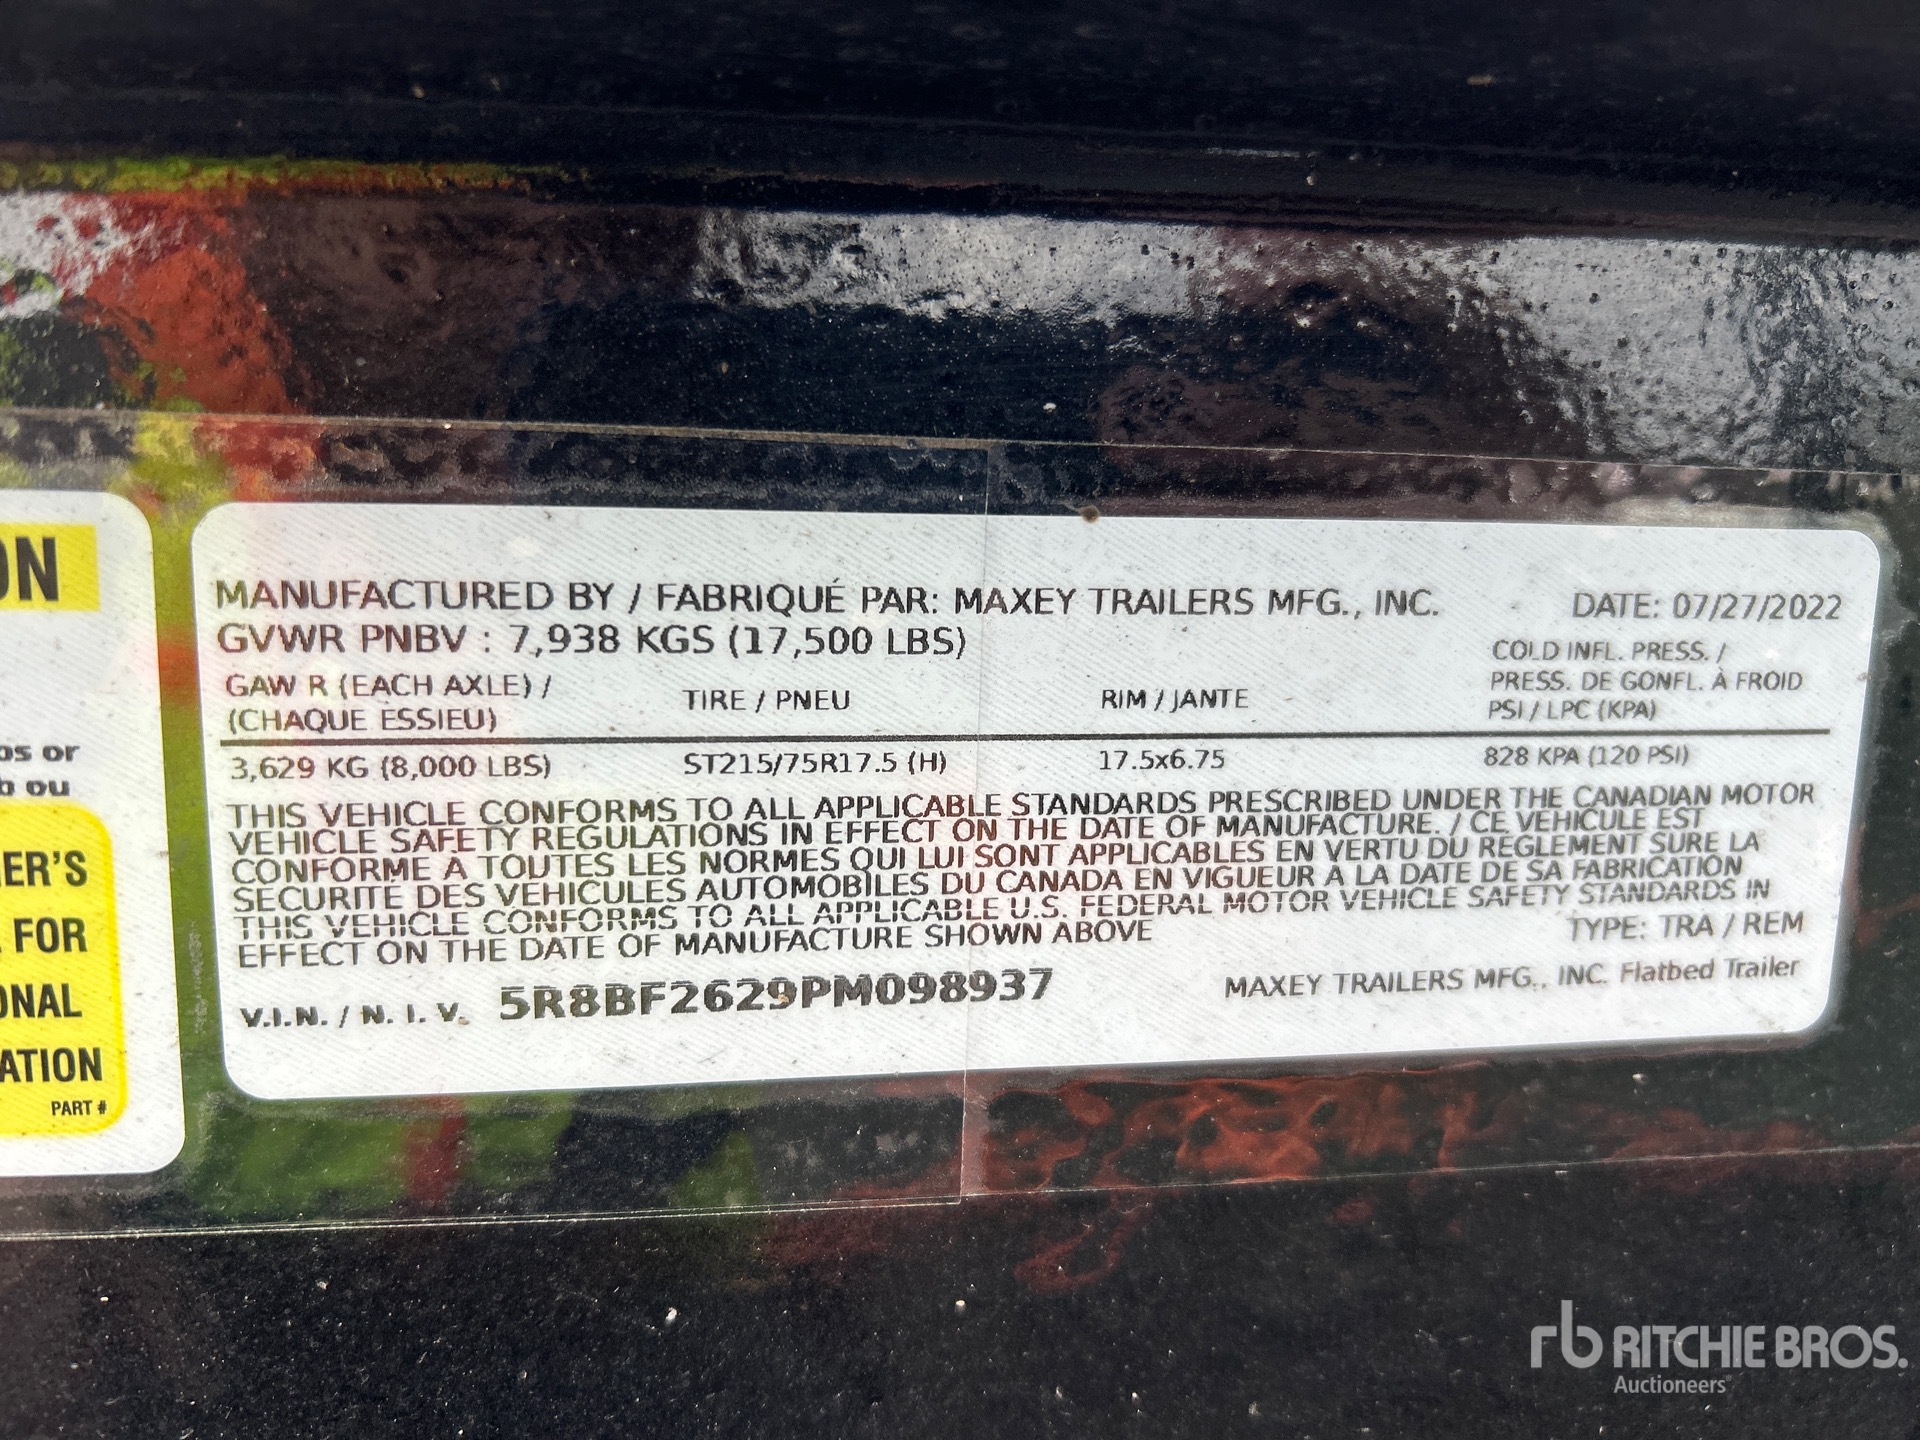 ON
os or
b ou
ER'S
FOR
ONAL
ATION
PART #
MANUFACTURED BY / FABRIQUÉ PAR: MAXEY TRAILERS MFG., INC. DATE: 07/27/2022
GVWR PNBV : 7,938 KGS (17,500 LBS)
GAW R (EACH AXLE) / (CHAQUE ESSIEU) TIRE / PNEU RIM / JANTE COLD INFL. PRESS. / PRESS. DE GONFL. À FROID PSI / LPC (KPA)
3,629 KG (8,000 LBS) ST215/75R17.5 (H) 17.5x6.75 828 KPA (120 PSI)
THIS VEHICLE CONFORMS TO ALL APPLICABLE STANDARDS PRESCRIBED UNDER THE CANADIAN MOTOR
VEHICLE SAFETY REGULATIONS IN EFFECT ON THE DATE OF MANUFACTURE. / CE VEHICULE EST
CONFORME A TOUTES LES NORMES QUI LUI SONT APPLICABLES EN VERTU DU REGLEMENT SURE LA
SECURITE DES VEHICULES AUTOMOBILES DU CANADA EN VIGUEUR A LA DATE DE SA FABRICATION
THIS VEHICLE CONFORMS TO ALL APPLICABLE U.S. FEDERAL MOTOR VEHICLE SAFETY STANDARDS IN
EFFECT ON THE DATE OF MANUFACTURE SHOWN ABOVE TYPE: TRA / REM
V.I.N. / N. I. V. 5R8BF2629PM098937 MAXEY TRAILERS MFG., INC. Flatbed Trailer
rb RITCHIE BROS.
Auctioneers